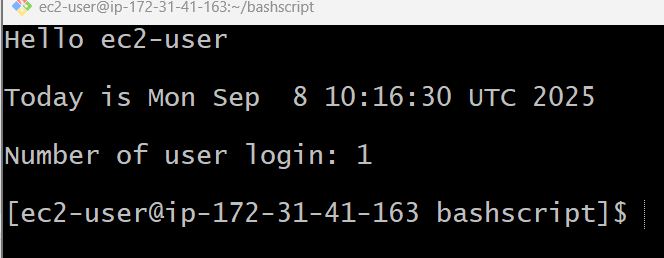 ec2-user@ip-172-31-41-163:~/bashscript
Hello ec2-user
Today is Mon Sep  8 10:16:30 UTC 2025
Number of user login: 1
[ec2-user@ip-172-31-41-163 bashscript]$